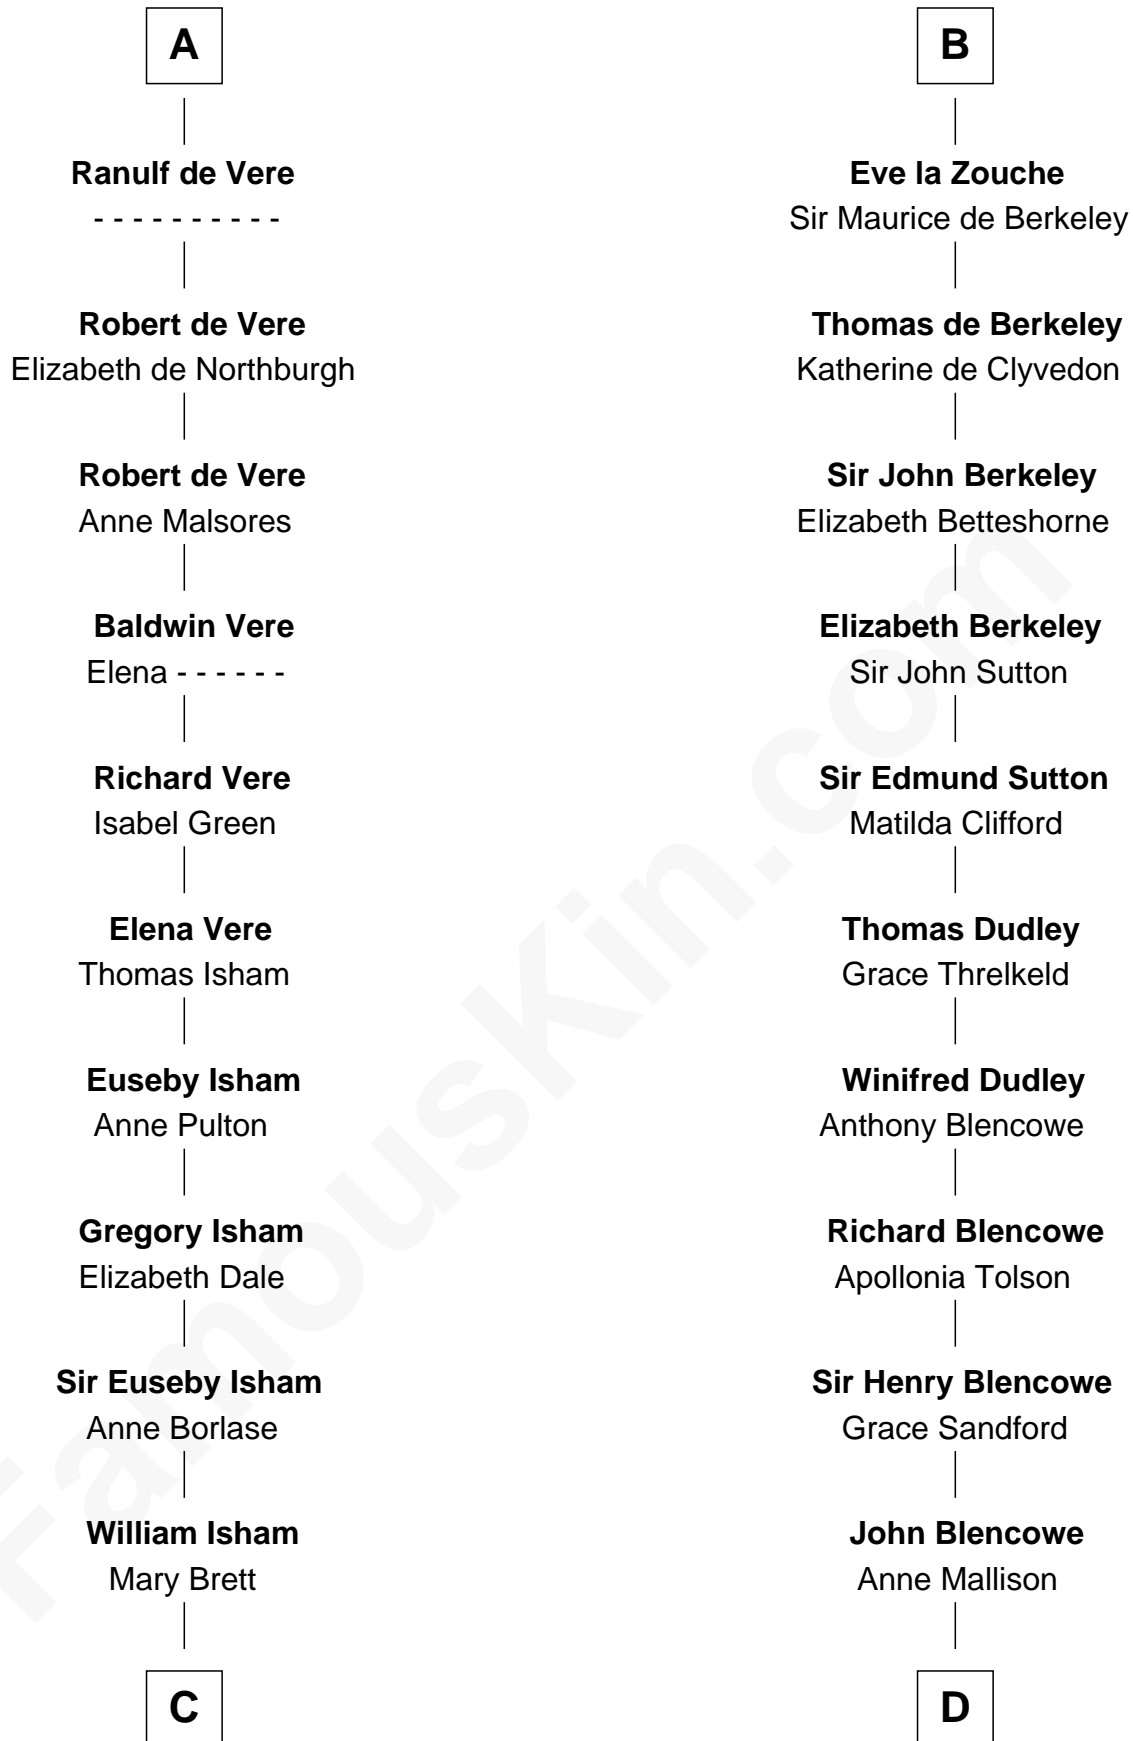 A
Ranulf de Vere
- - - - - - - - - -
Robert de Vere
Elizabeth de Northburgh
Robert de Vere
Anne Malsores
Baldwin Vere
Elena - - - - - -
Richard Vere
Isabel Green
Elena Vere
Thomas Isham
Euseby Isham
Anne Pulton
Gregory Isham
Elizabeth Dale
Sir Euseby Isham
Anne Borlase
William Isham
Mary Brett
C
B
Eve la Zouche
Sir Maurice de Berkeley
Thomas de Berkeley
Katherine de Clyvedon
Sir John Berkeley
Elizabeth Betteshorne
Elizabeth Berkeley
Sir John Sutton
Sir Edmund Sutton
Matilda Clifford
Thomas Dudley
Grace Threlkeld
Winifred Dudley
Anthony Blencowe
Richard Blencowe
Apollonia Tolson
Sir Henry Blencowe
Grace Sandford
John Blencowe
Anne Mallison
D
FamousKin.com